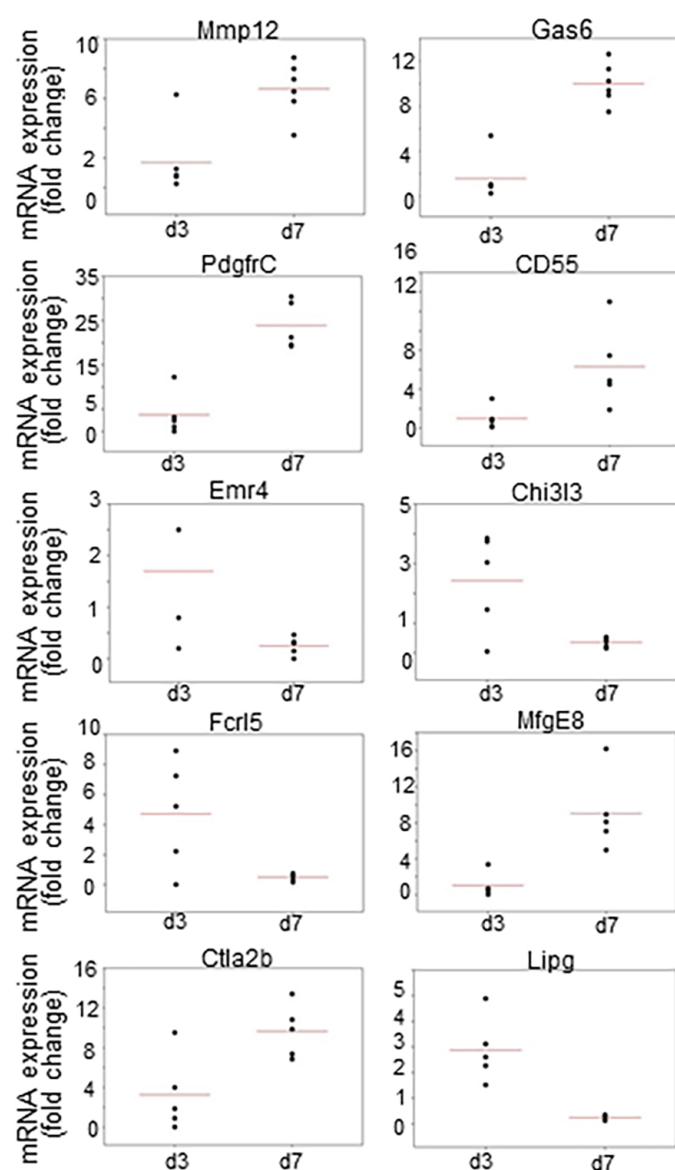 Mmp12
mRNA expression
(fold change)
10
6
2
0
d3
d7
Gas6
12
8
4
0
d3
d7
PdgfrC
mRNA expression
(fold change)
35
25
15
5
0
d3
d7
CD55
16
12
8
4
0
d3
d7
Emr4
mRNA expression
(fold change)
3
2
1
0
d3
d7
Chi3l3
5
3
1
0
d3
d7
Fcrl5
mRNA expression
(fold change)
10
8
6
4
2
0
d3
d7
MfgE8
16
12
8
4
0
d3
d7
Ctla2b
mRNA expression
(fold change)
16
12
8
4
0
d3
d7
Lipg
5
4
3
2
1
0
d3
d7